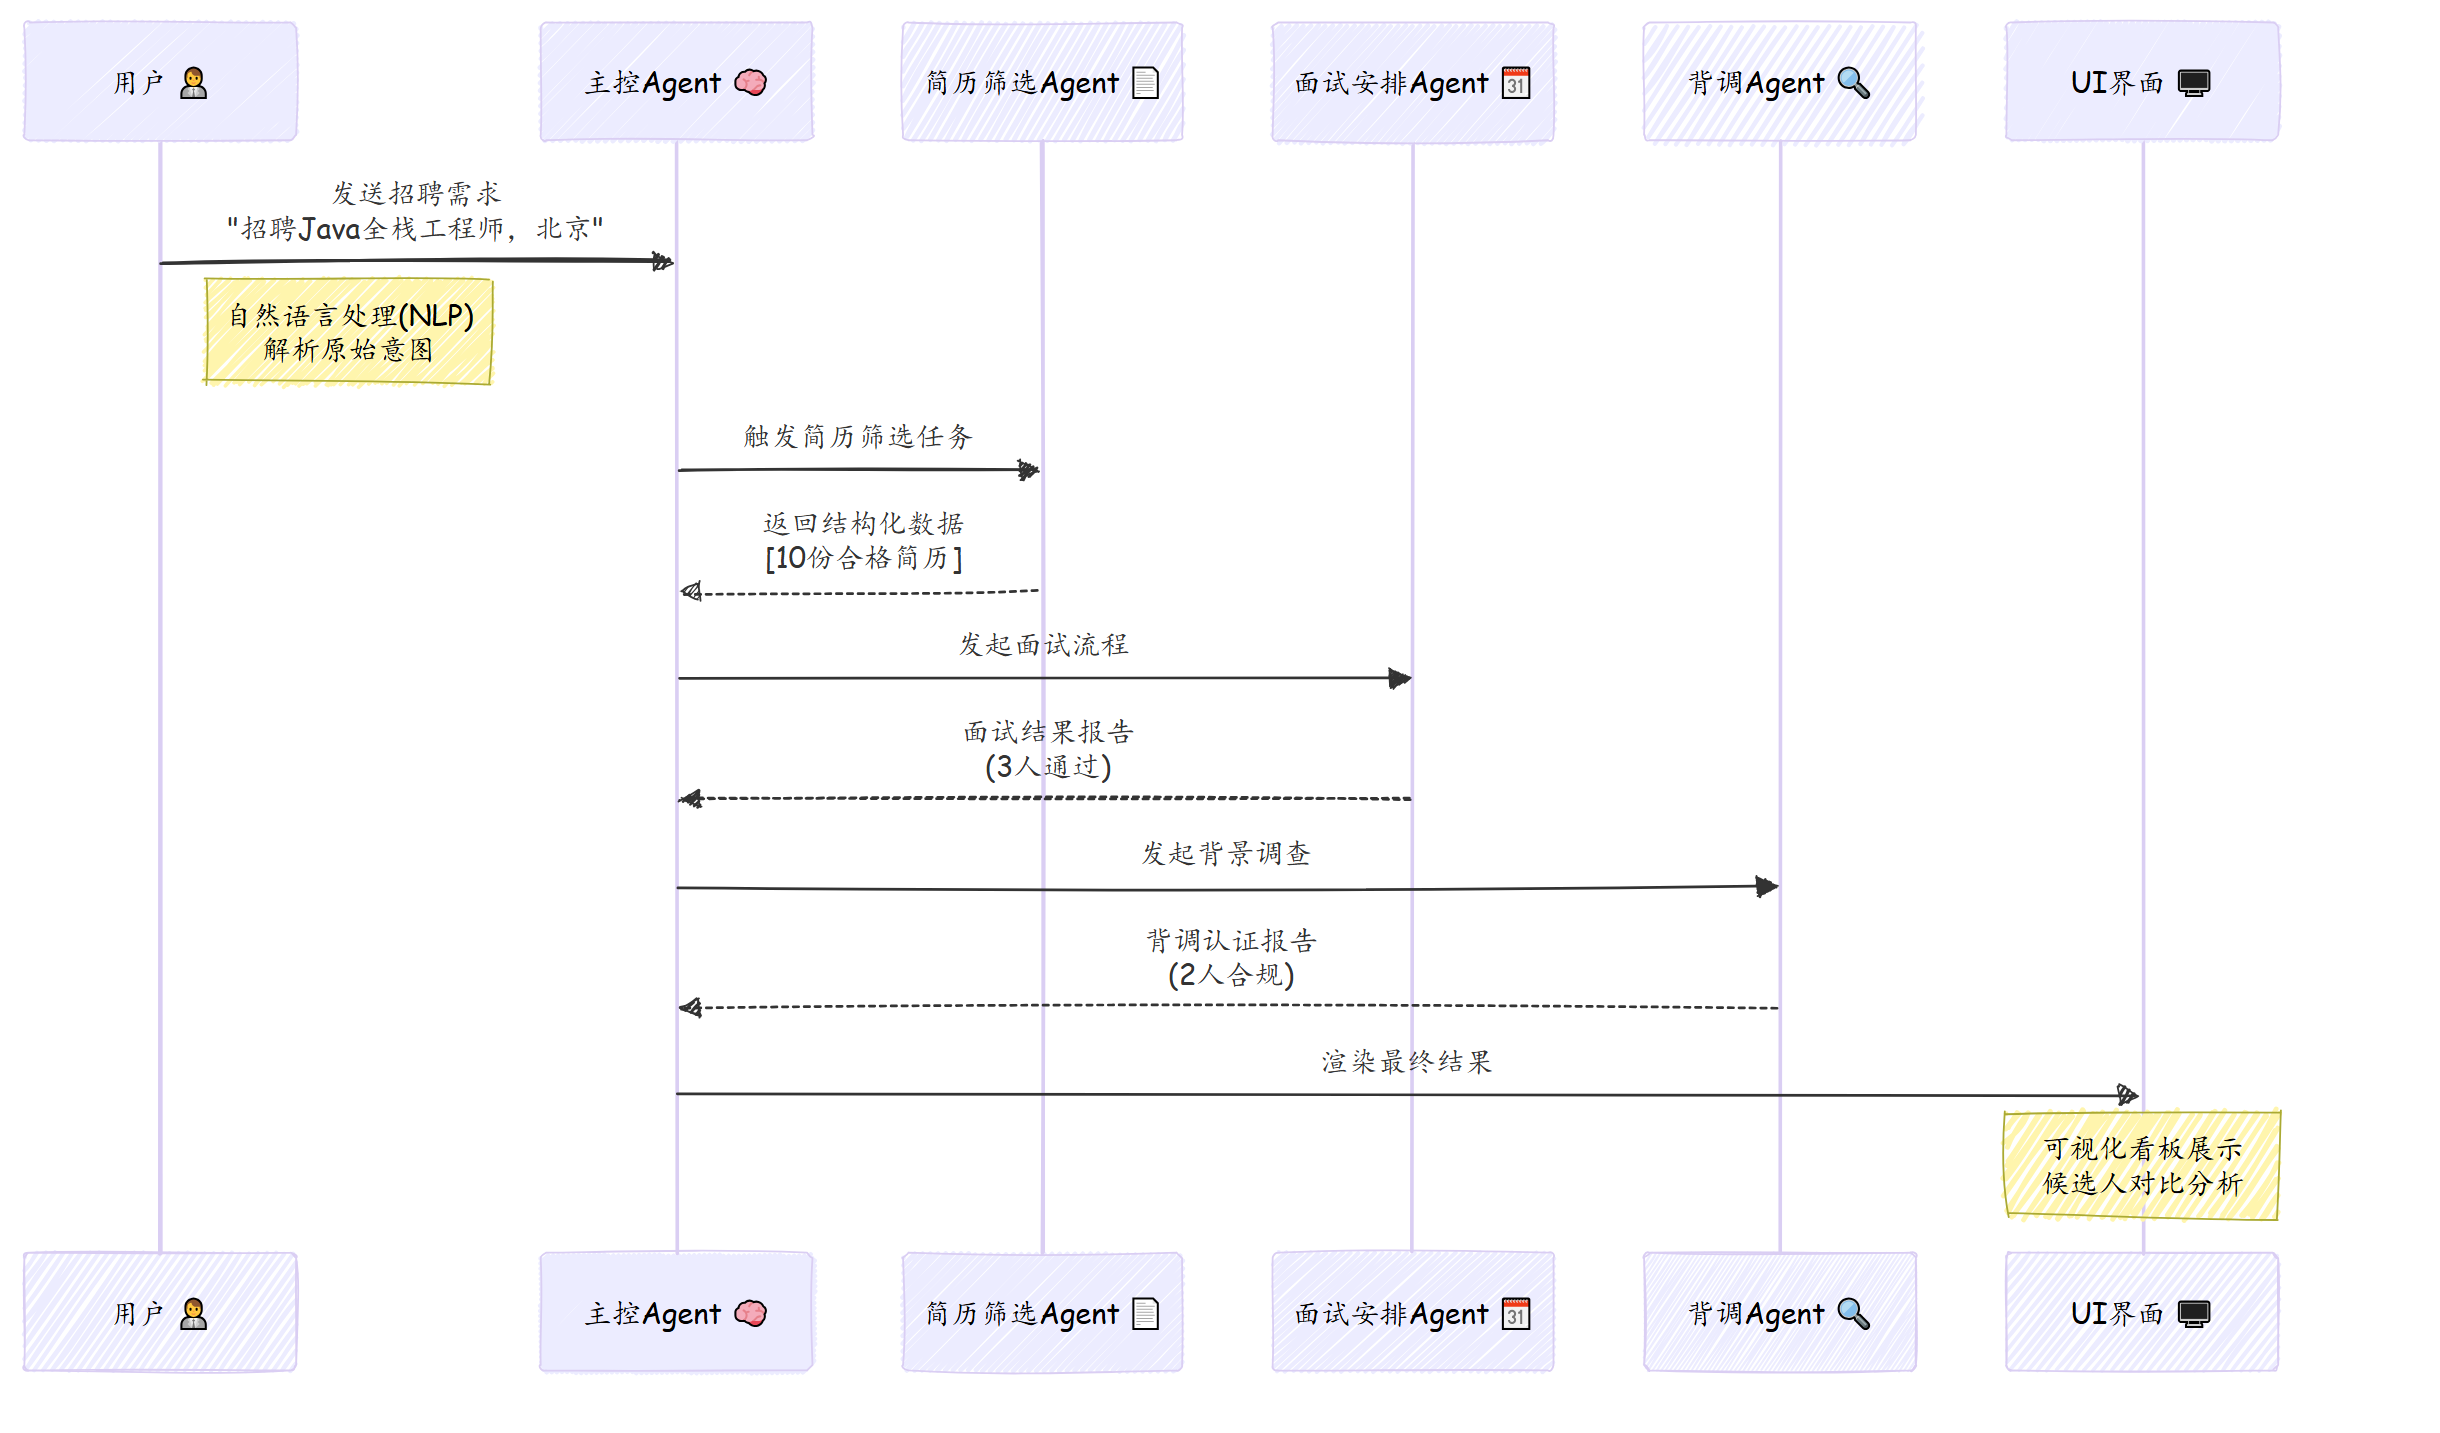 用户
主控Agent
简历筛选Agent
面试安排Agent
31
背调Agent
UI界面
发送招聘需求
"招聘Java全栈工程师，北京"
自然语言处理(NLP)
解析原始意图
触发简历筛选任务
返回结构化数据
[10份合格简历]
发起面试流程
面试结果报告
(3人通过)
发起背景调查
背调认证报告
(2人合规)
渲染最终结果
可视化看板展示
候选人对比分析
用户
主控Agent
简历筛选Agent
面试安排Agent
31
背调Agent
UI界面